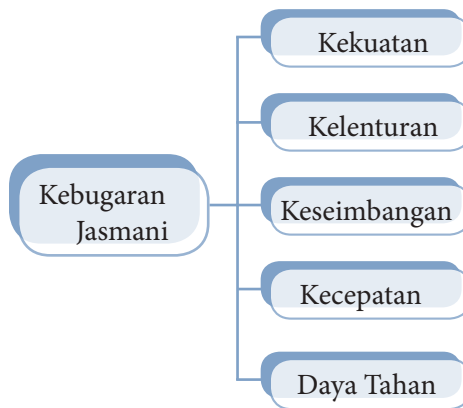 Kekuatan
Kelenturan
Kebugaran
Jasmani
Keseimbangan
Kecepatan
Daya Tahan